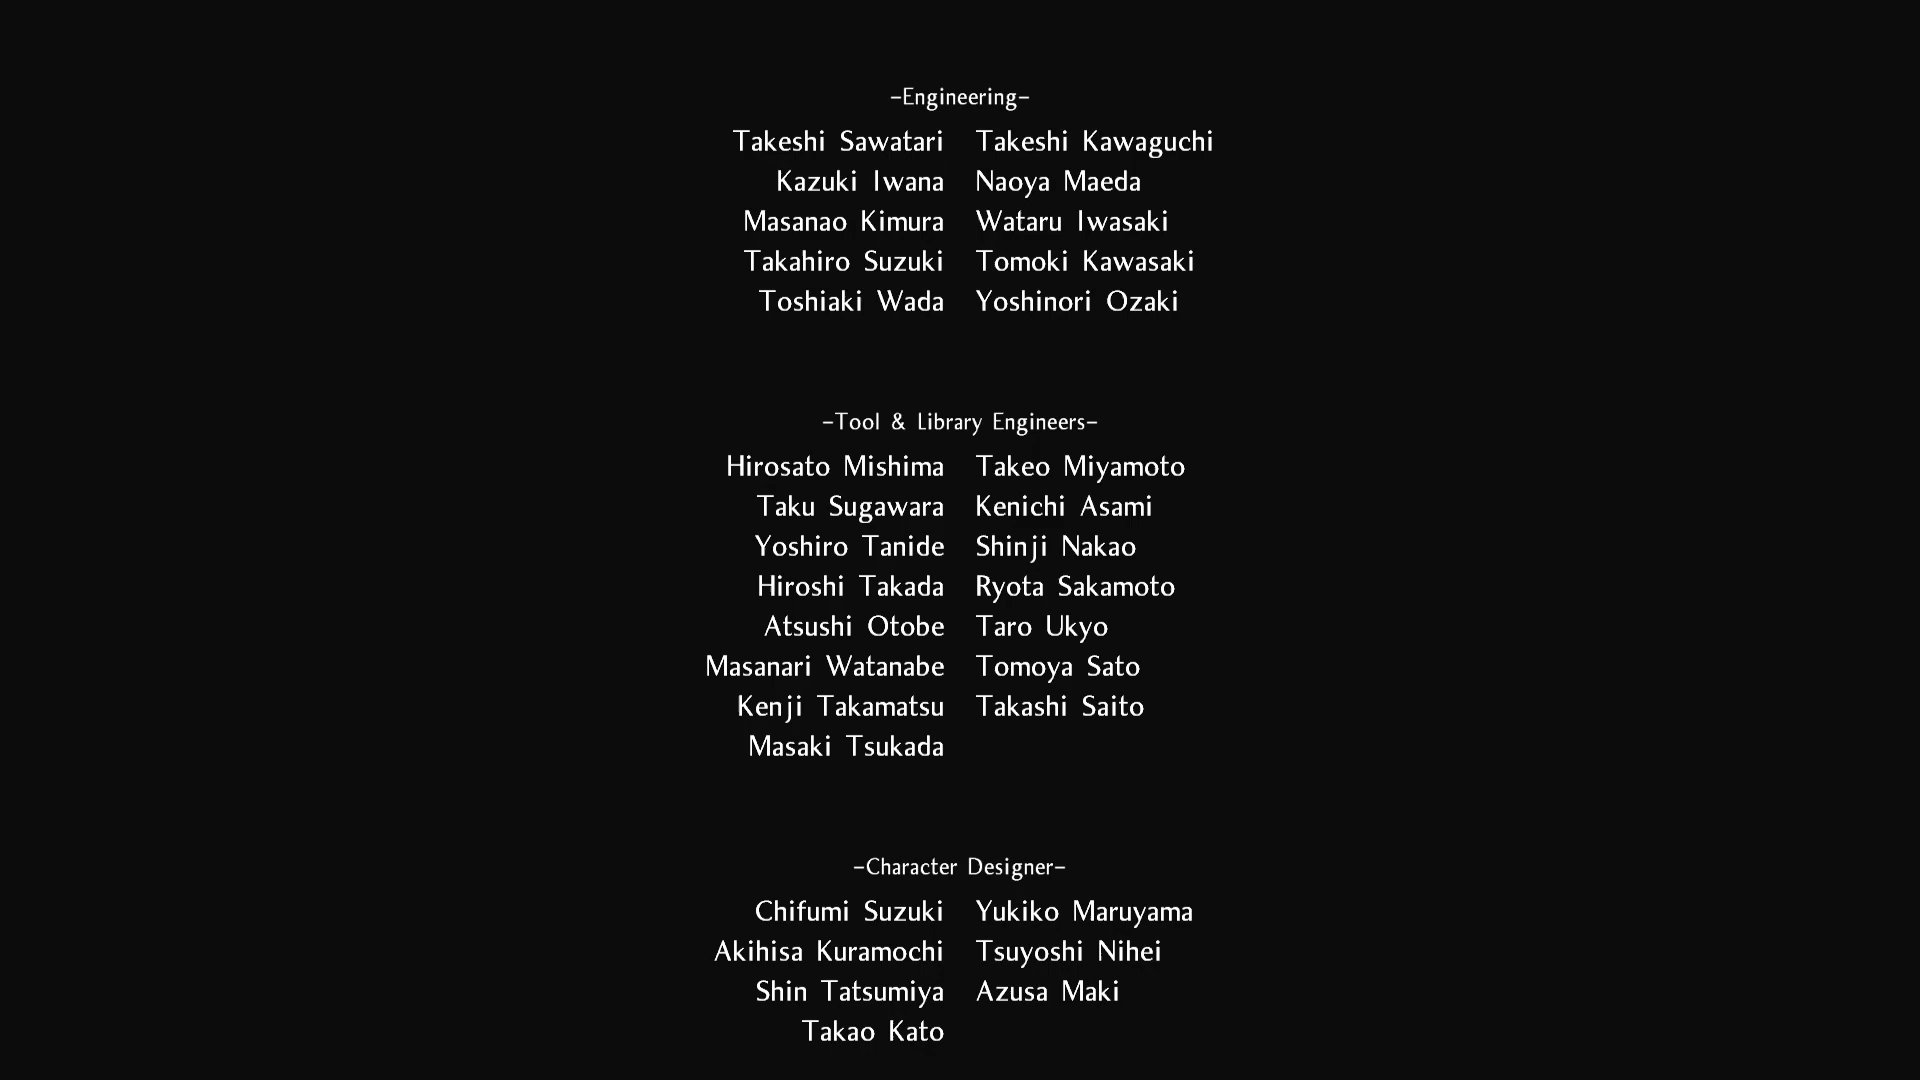 -Engineering-
Takeshi Sawatari Takeshi Kawaguchi
Kazuki Iwana Naoya Maeda
Masanao Kimura Wataru Iwasaki
Takahiro Suzuki Tomoki Kawasaki
Toshiaki Wada Yoshinori Ozaki
-Tool & Library Engineers-
Hirosato Mishima Takeo Miyamoto
Taku Sugawara Kenichi Asami
Yoshiro Tanide Shinji Nakao
Hiroshi Takada Ryota Sakamoto
Atsushi Otobe Taro Ukyo
Masanari Watanabe Tomoya Sato
Kenji Takamatsu Takashi Saito
Masaki Tsukada
-Character Designer-
Chifumi Suzuki Yukiko Maruyama
Akihisa Kuramochi Tsuyoshi Nihei
Shin Tatsumiya Azusa Maki
Takao Kato